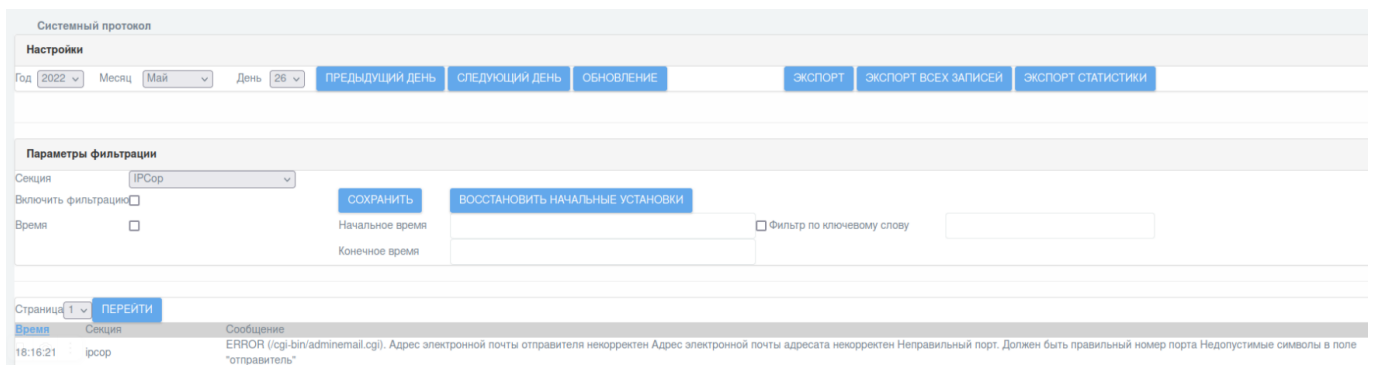 Системный протокол
Настройки
Год 2022 Месяц Май День 26 ПРЕДЫДУЩИЙ ДЕНЬ СЛЕДУЮЩИЙ ДЕНЬ ОБНОВЛЕНИЕ ЭКСПОРТ ЭКСПОРТ ВСЕХ ЗАПИСЕЙ ЭКСПОРТ СТАТИСТИКИ
Параметры фильтрации
Секция IPCop
Включить фильтрацию СОХРАНИТЬ ВОССТАНОВИТЬ НАЧАЛЬНЫЕ УСТАНОВКИ
Время Начальное время Фильтр по ключевому слову
Конечное время
Страница 1 ПЕРЕЙТИ
Время Секция Сообщение
18:16:21 ipcop ERROR (/cgi-bin/adminemail.cgi). Адрес электронной почты отправителя некорректен Адрес электронной почты адресата некорректен Неправильный порт. Должен быть правильный номер порта Недопустимые символы в поле
"отправитель"